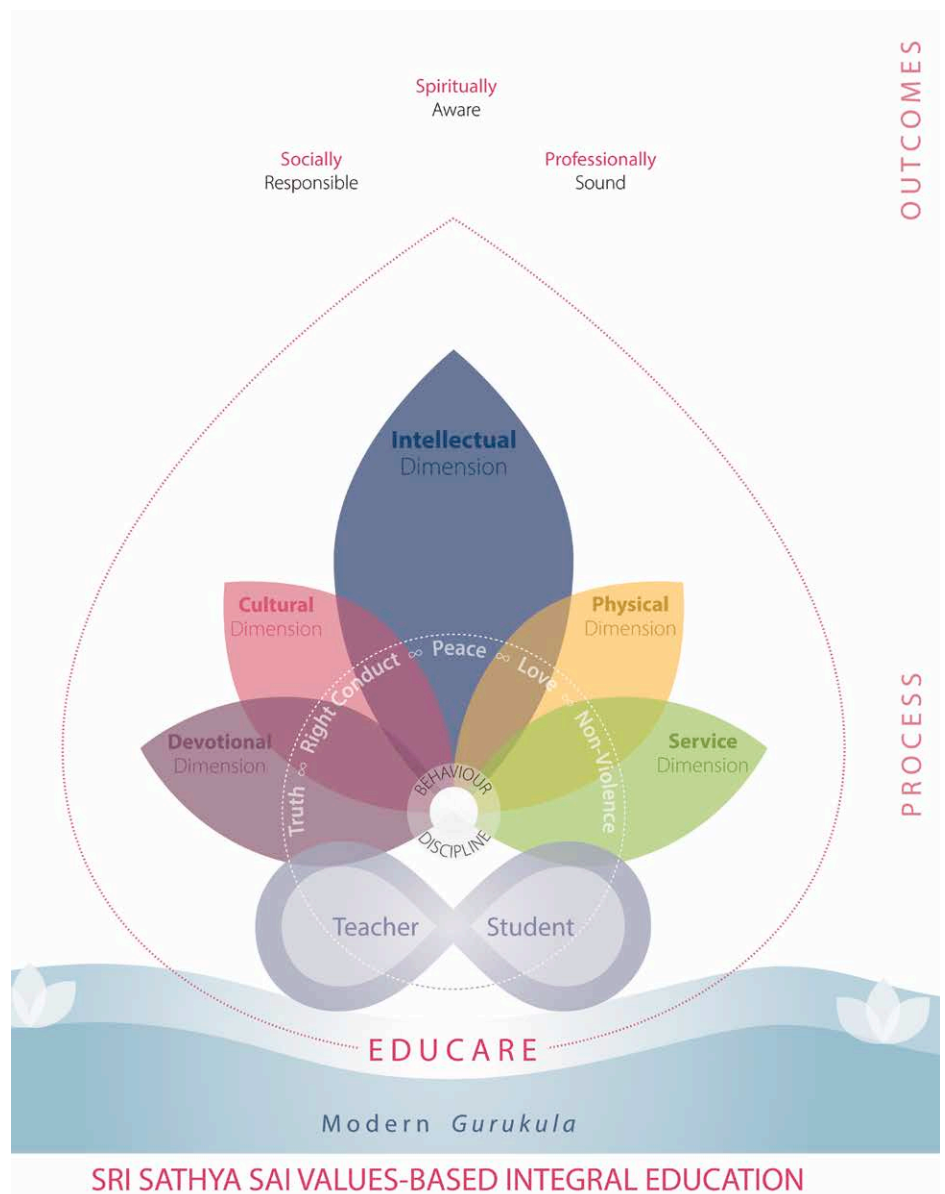 OUTCOMES
Spiritually
Aware
Socially
Responsible
Professionally
Sound
Intellectual
Dimension
Cultural
Dimension
Physical
Dimension
Devotional
Dimension
Service
Dimension
Truth ∞ Right Conduct ∞ Peace ∞ Love ∞ Non-Violence
BEHAVIOUR
DISCIPLINE
PROCESS
Teacher
Student
EDUCARE
Modern Gurukula
SRI SATHYA SAI VALUES-BASED INTEGRAL EDUCATION